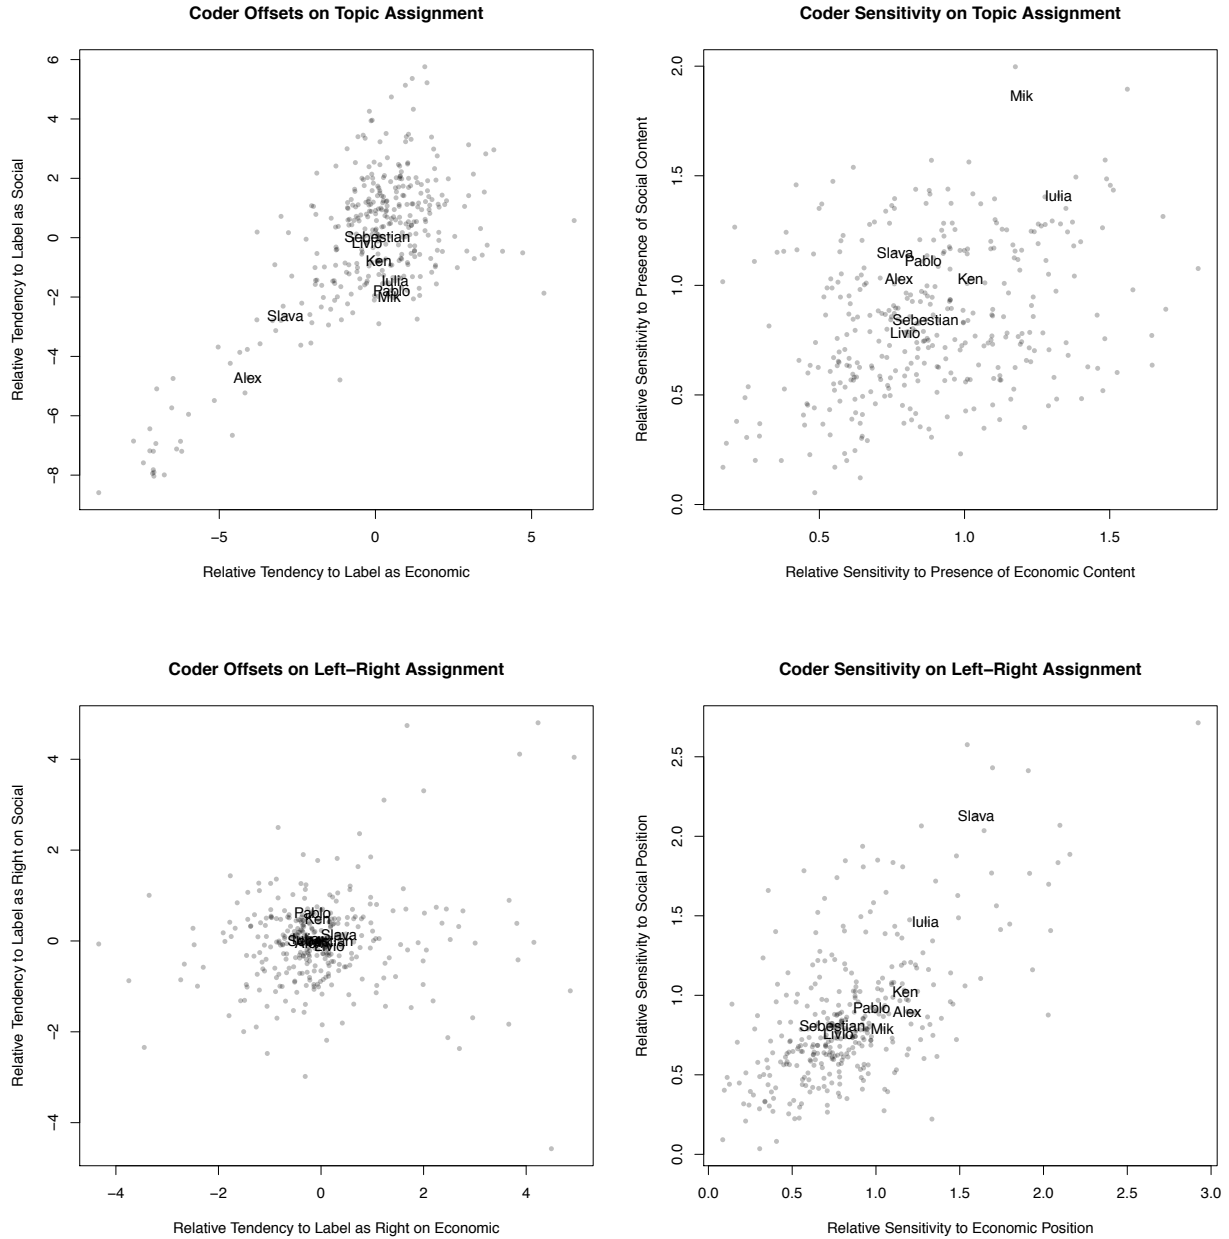 Coder Offsets on Topic Assignment
Relative Tendency to Label as Social
6
4
2
0
−2
−4
−6
−8
Sebestian
Livio
Ken
Iulia
Pablo
Mik
Slava
Alex
−5
0
5
Relative Tendency to Label as Economic
Coder Sensitivity on Topic Assignment
Relative Sensitivity to Presence of Social Content
2.0
1.5
1.0
0.5
0.0
Mik
Iulia
Slava
Pablo
Alex
Ken
Sebestian
Livio
0.5
1.0
1.5
Relative Sensitivity to Presence of Economic Content
Coder Offsets on Left−Right Assignment
Relative Tendency to Label as Right on Social
4
2
0
−2
−4
Pablo
Ken
Slava
Sebestian
Alex
Livio
−4
−2
0
2
4
Relative Tendency to Label as Right on Economic
Coder Sensitivity on Left−Right Assignment
Relative Sensitivity to Social Position
2.5
2.0
1.5
1.0
0.5
0.0
Slava
Iulia
Ken
Pablo
Alex
Sebestian
Mik
Livio
0.0
0.5
1.0
1.5
2.0
2.5
3.0
Relative Sensitivity to Economic Position